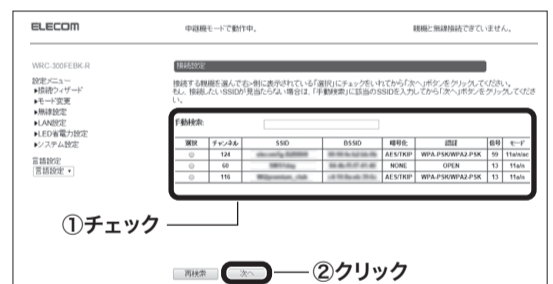 ELECOM
中継機モードで動作中。
親機と無線接続できていません。
WRC-300FEBK-R
設定メニュー
▶接続ウィザード
▶モード変更
▶無線設定
▶LAN設定
▶LED省電力設定
▶システム設定
言語設定
言語設定
接続設定
接続する親機を選んで右側に表示されている「選択」にチェックをいれてから「次へ」ボタンをクリックしてください。
もし、接続したいSSIDが見当たらない場合は、「手動検索」に該当のSSIDを入力してから「次へ」ボタンをクリックしてくださ
い。
手動検索:
選択 チャンネル SSID BSSID 暗号化 認証 信号 モード
124 AES/TKIP WPA-PSK/WPA2-PSK 59 11a/n/ac
60 NONE OPEN 13 11a/n
116 AES/TKIP WPA-PSK/WPA2-PSK 13 11a/n
①チェック
再検索 次へ ②クリック